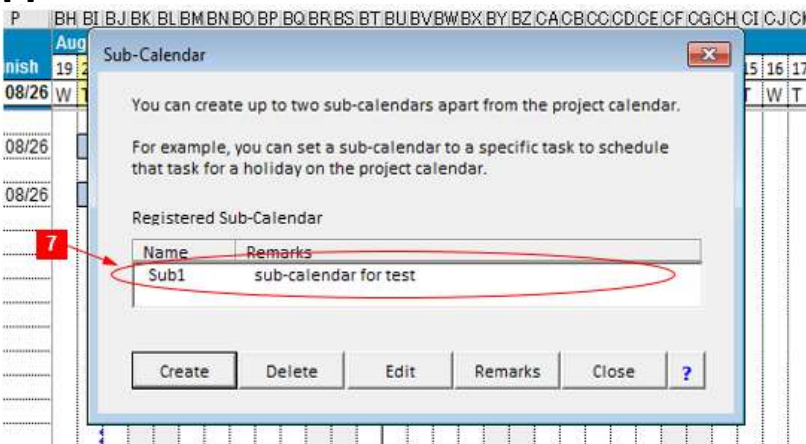 P BH BI BJ BK BL BM BN BO BP BQ BR BS BT BU BV BW BX BY BZ CA CB CC CD CE CF CG CH CI CJ
Aug
Sub-Calendar
nish 19 2 15 16 17
08/26 W T T W T
You can create up to two sub-calendars apart from the project calendar.
08/26
For example, you can set a sub-calendar to a specific task to schedule
that task for a holiday on the project calendar.
08/26
Registered Sub-Calendar
7
Name Remarks
Sub1 sub-calendar for test
Create Delete Edit Remarks Close ?